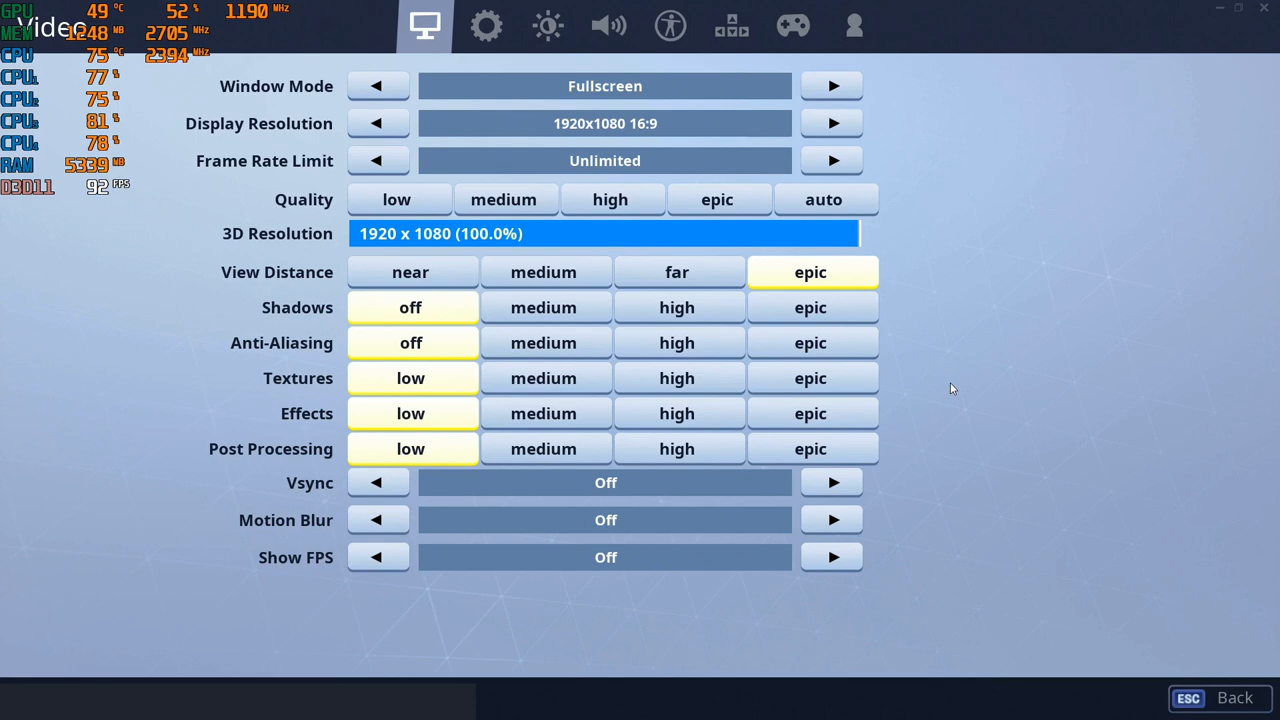 GPU 49 °C 52 % 1190 MHz
Video
MEM 1248 MB 2705 MHz
CPU 75 °C 2394 MHz
CPU1 77 %
CPU2 75 %
CPU3 81 %
CPU4 78 %
RAM 5339 MB
D3D11 92 FPS
Window Mode Fullscreen
Display Resolution 1920x1080 16:9
Frame Rate Limit Unlimited
Quality low medium high epic auto
3D Resolution 1920 x 1080 (100.0%)
View Distance near medium far epic
Shadows off medium high epic
Anti-Aliasing off medium high epic
Textures low medium high epic
Effects low medium high epic
Post Processing low medium high epic
Vsync Off
Motion Blur Off
Show FPS Off
ESC Back